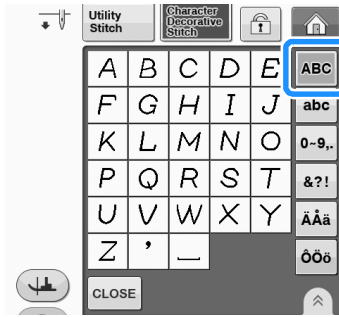 Utility Stitch
Character Decorative Stitch
A B C D E ABC
F G H I J abc
K L M N O 0~9,.
P Q R S T &?!
U V W X Y ÄÅä
Z ’ _ ÔÖö
CLOSE